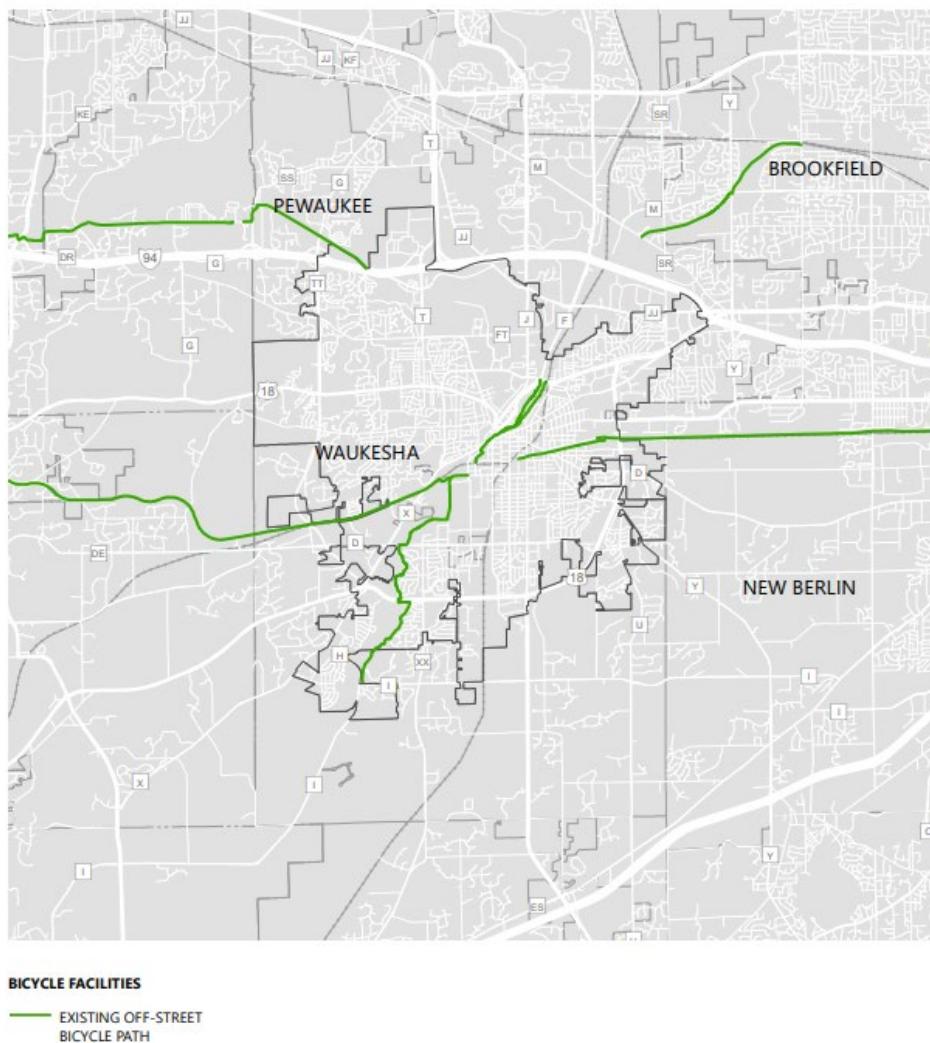 JJ
JJ
KF
KE
SR
Y
T
M
BROOKFIELD
SS
G
PEWAUKEE
M
JJ
DR
94
G
SR
TT
T
FT
J
F
JJ
G
Y
18
WAUKESHA
D
X
D
DE
18
Y
NEW BERLIN
U
H
XX
I
I
I
X
I
Y
I
ES
BICYCLE FACILITIES
EXISTING OFF-STREET
BICYCLE PATH